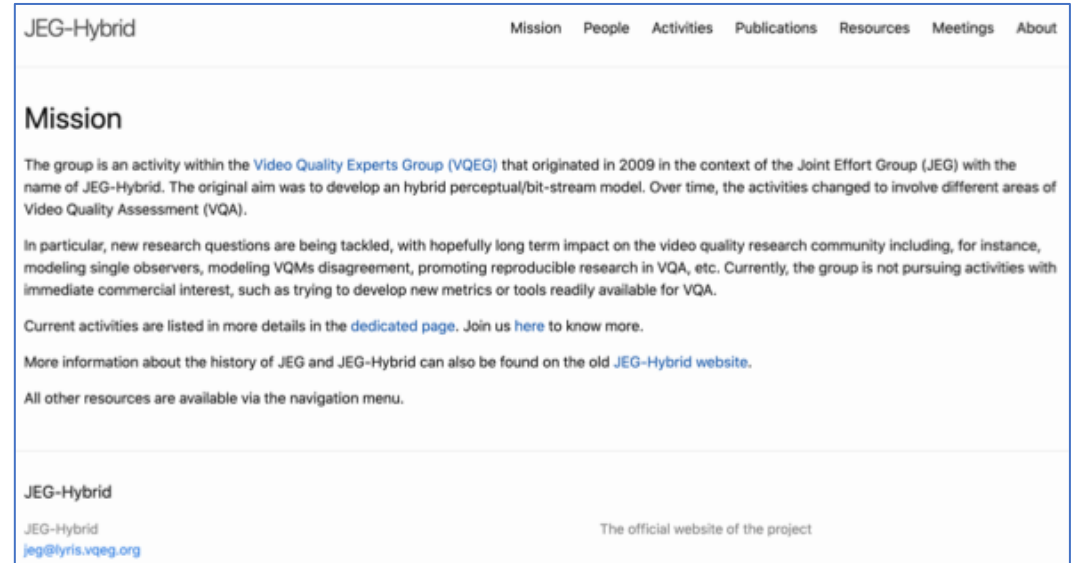 JEG-Hybrid
Mission People Activities Publications Resources Meetings About
Mission
The group is an activity within the Video Quality Experts Group (VQEG) that originated in 2009 in the context of the Joint Effort Group (JEG) with the
name of JEG-Hybrid. The original aim was to develop an hybrid perceptual/bit-stream model. Over time, the activities changed to involve different areas of
Video Quality Assessment (VQA).
In particular, new research questions are being tackled, with hopefully long term impact on the video quality research community including, for instance,
modeling single observers, modeling VQMs disagreement, promoting reproducible research in VQA, etc. Currently, the group is not pursuing activities with
immediate commercial interest, such as trying to develop new metrics or tools readily available for VQA.
Current activities are listed in more details in the dedicated page. Join us here to know more.
More information about the history of JEG and JEG-Hybrid can also be found on the old JEG-Hybrid website.
All other resources are available via the navigation menu.
JEG-Hybrid
JEG-Hybrid The official website of the project
jeg@lyris.vqeg.org